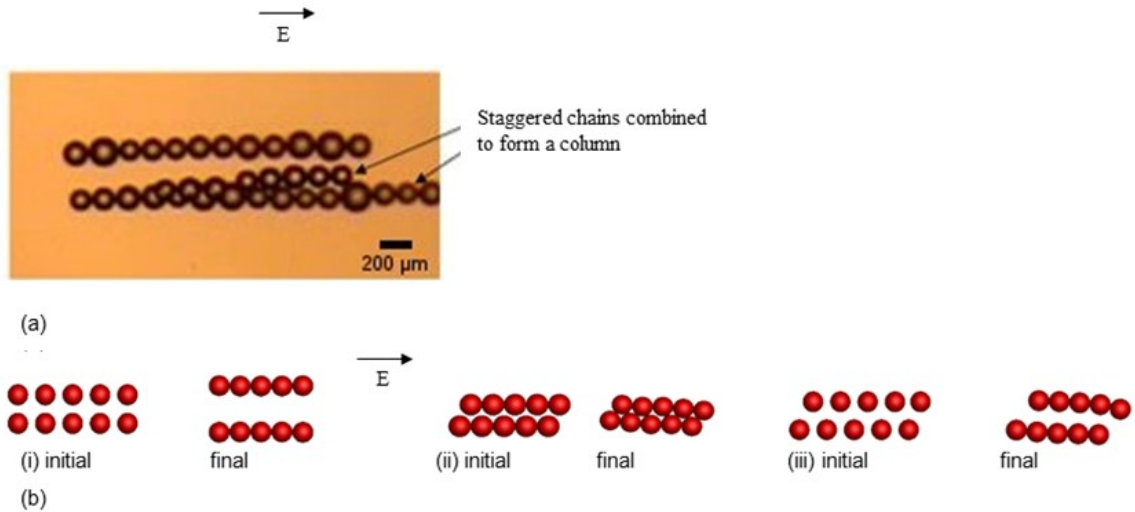 E
Staggered chains combined
to form a column
200 µm
(a)
E
(i) initial final (ii) initial final (iii) initial final
(b)